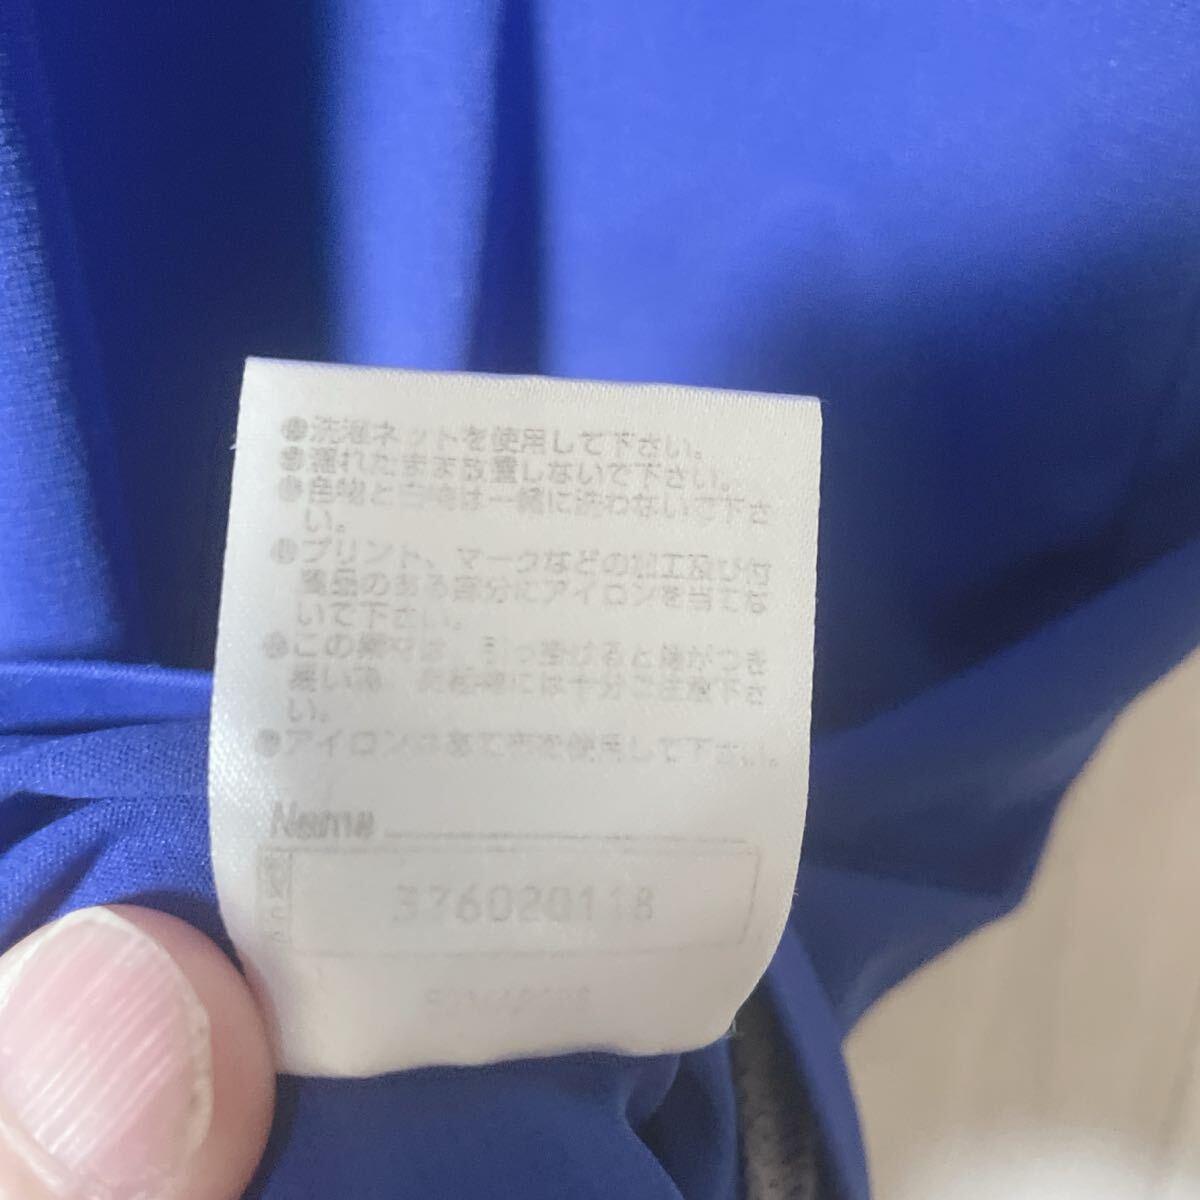 ●洗濯ネットを使用して下さい。
●濡れたまま放置しないで下さい。
●色物と白物は一緒に洗わないで下さ
い。
●プリント、マークなどの加工及び付
属品のある部分にアイロンを当てな
いで下さい。
●この素材は、引っ掛けると傷がつき
易い為、お取扱には十分ご注意下さ
い。
●アイロンはあて布を使用して下さい。
Name
376020118